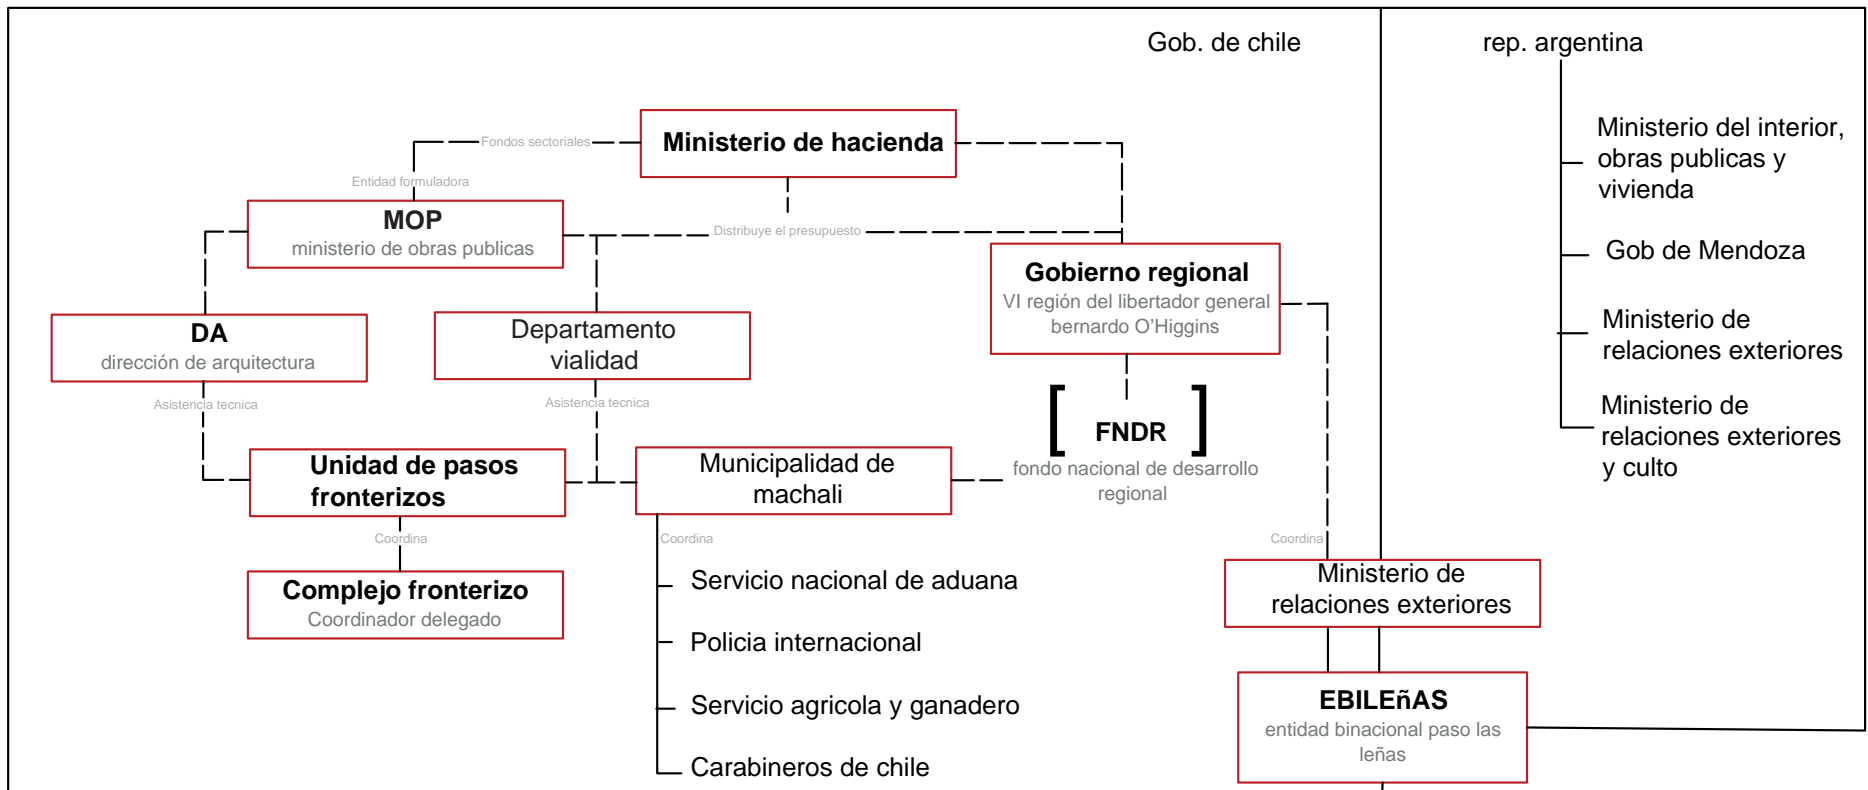 Gob. de chile
rep. argentina
Ministerio de hacienda
Fondos sectoriales
Entidad formuladora
MOP
ministerio de obras publicas
Distribuye el presupuesto
Gobierno regional
VI región del libertador general
bernardo O’Higgins
DA
dirección de arquitectura
Departamento
vialidad
Asistencia tecnica
Asistencia tecnica
[ FNDR ]
fondo nacional de desarrollo
regional
Unidad de pasos
fronterizos
Municipalidad de
machali
Coordina
Coordina
Coordina
Complejo fronterizo
Coordinador delegado
Servicio nacional de aduana
Policia internacional
Servicio agricola y ganadero
Carabineros de chile
Ministerio de
relaciones exteriores
EBILEñAS
entidad binacional paso las
leñas
Ministerio del interior,
obras publicas y
vivienda
Gob de Mendoza
Ministerio de
relaciones exteriores
Ministerio de
relaciones exteriores
y culto